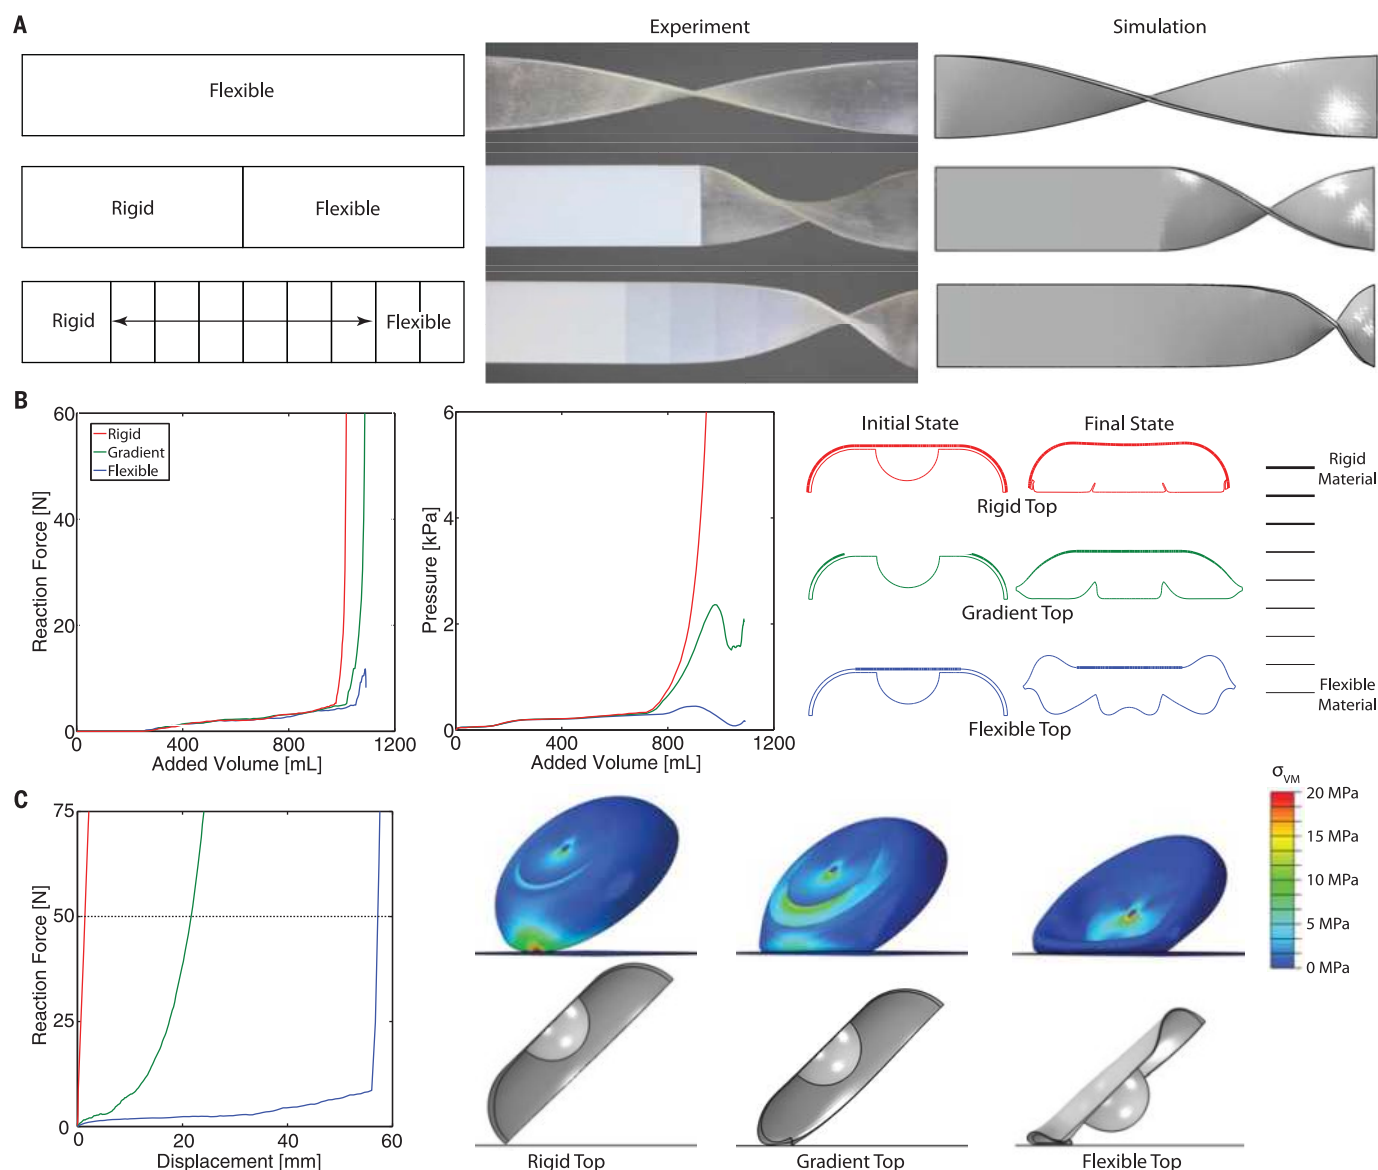 A
Experiment
Simulation
Flexible
Rigid
Flexible
Rigid
Flexible
B
60
40
20
0
Reaction Force [N]
Rigid
Gradient
Flexible
0
400
800
1200
Added Volume [mL]
6
4
2
0
Pressure [kPa]
0
400
800
1200
Added Volume [mL]
Initial State
Final State
Rigid Top
Gradient Top
Flexible Top
Rigid
Material
Flexible
Material
C
75
50
25
0
Reaction Force [N]
0
20
40
60
Displacement [mm]
σVM
20 MPa
15 MPa
10 MPa
5 MPa
0 MPa
Rigid Top
Gradient Top
Flexible Top